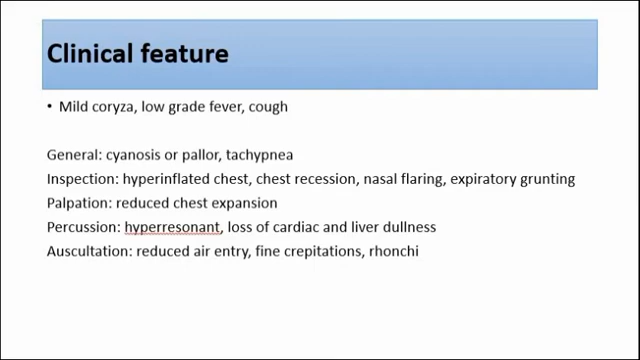 Clinical feature
• Mild coryza, low grade fever, cough
General: cyanosis or pallor, tachypnea
Inspection: hyperinflated chest, chest recession, nasal flaring, expiratory grunting
Palpation: reduced chest expansion
Percussion: hyperresonant, loss of cardiac and liver dullness
Auscultation: reduced air entry, fine crepitations, rhonchi